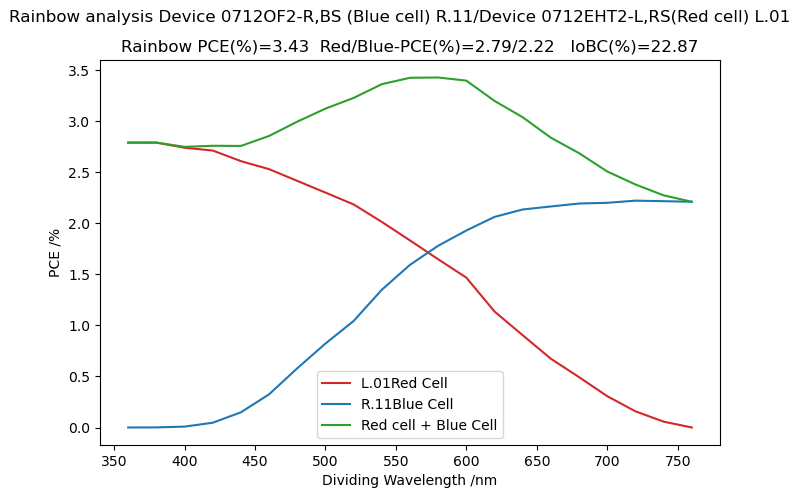 Rainbow analysis Device 0712OF2-R,BS (Blue cell) R.11/Device 0712EHT2-L,RS(Red cell) L.01
Rainbow PCE(%)=3.43  Red/Blue-PCE(%)=2.79/2.22   IoBC(%)=22.87
3.5
3.0
2.5
2.0
1.5
1.0
0.5
0.0
PCE /%
L.01Red Cell
R.11Blue Cell
Red cell + Blue Cell
350 400 450 500 550 600 650 700 750
Dividing Wavelength /nm